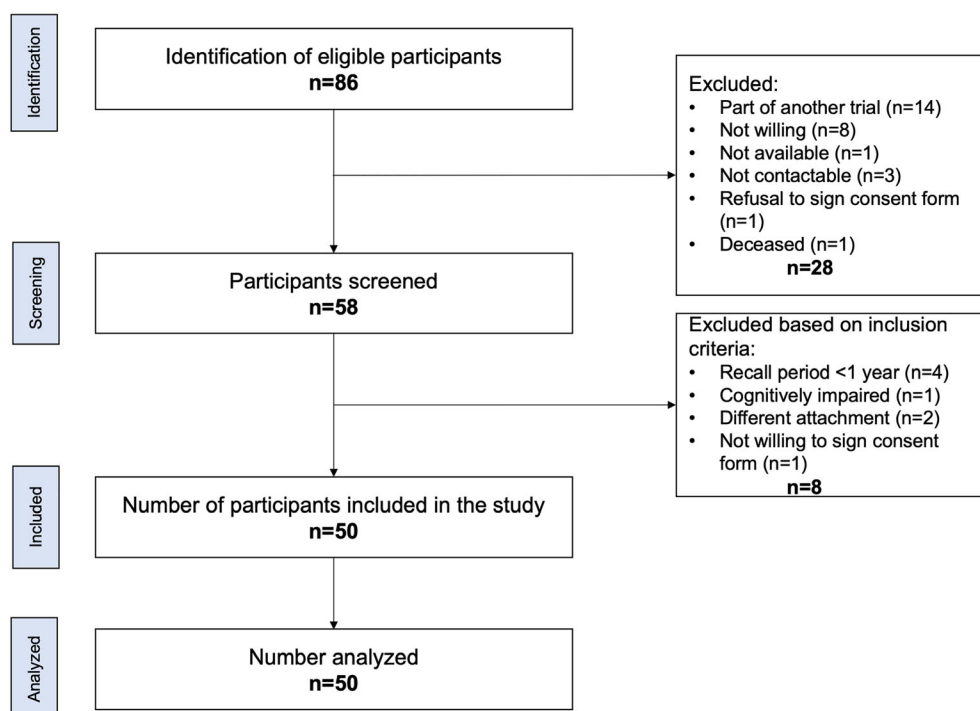 Identification
Identification of eligible participants
n=86
Excluded:
• Part of another trial (n=14)
• Not willing (n=8)
• Not available (n=1)
• Not contactable (n=3)
• Refusal to sign consent form
(n=1)
• Deceased (n=1)
n=28
Screening
Participants screened
n=58
Excluded based on inclusion
criteria:
• Recall period <1 year (n=4)
• Cognitively impaired (n=1)
• Different attachment (n=2)
• Not willing to sign consent
form (n=1)
n=8
Included
Number of participants included in the study
n=50
Analyzed
Number analyzed
n=50